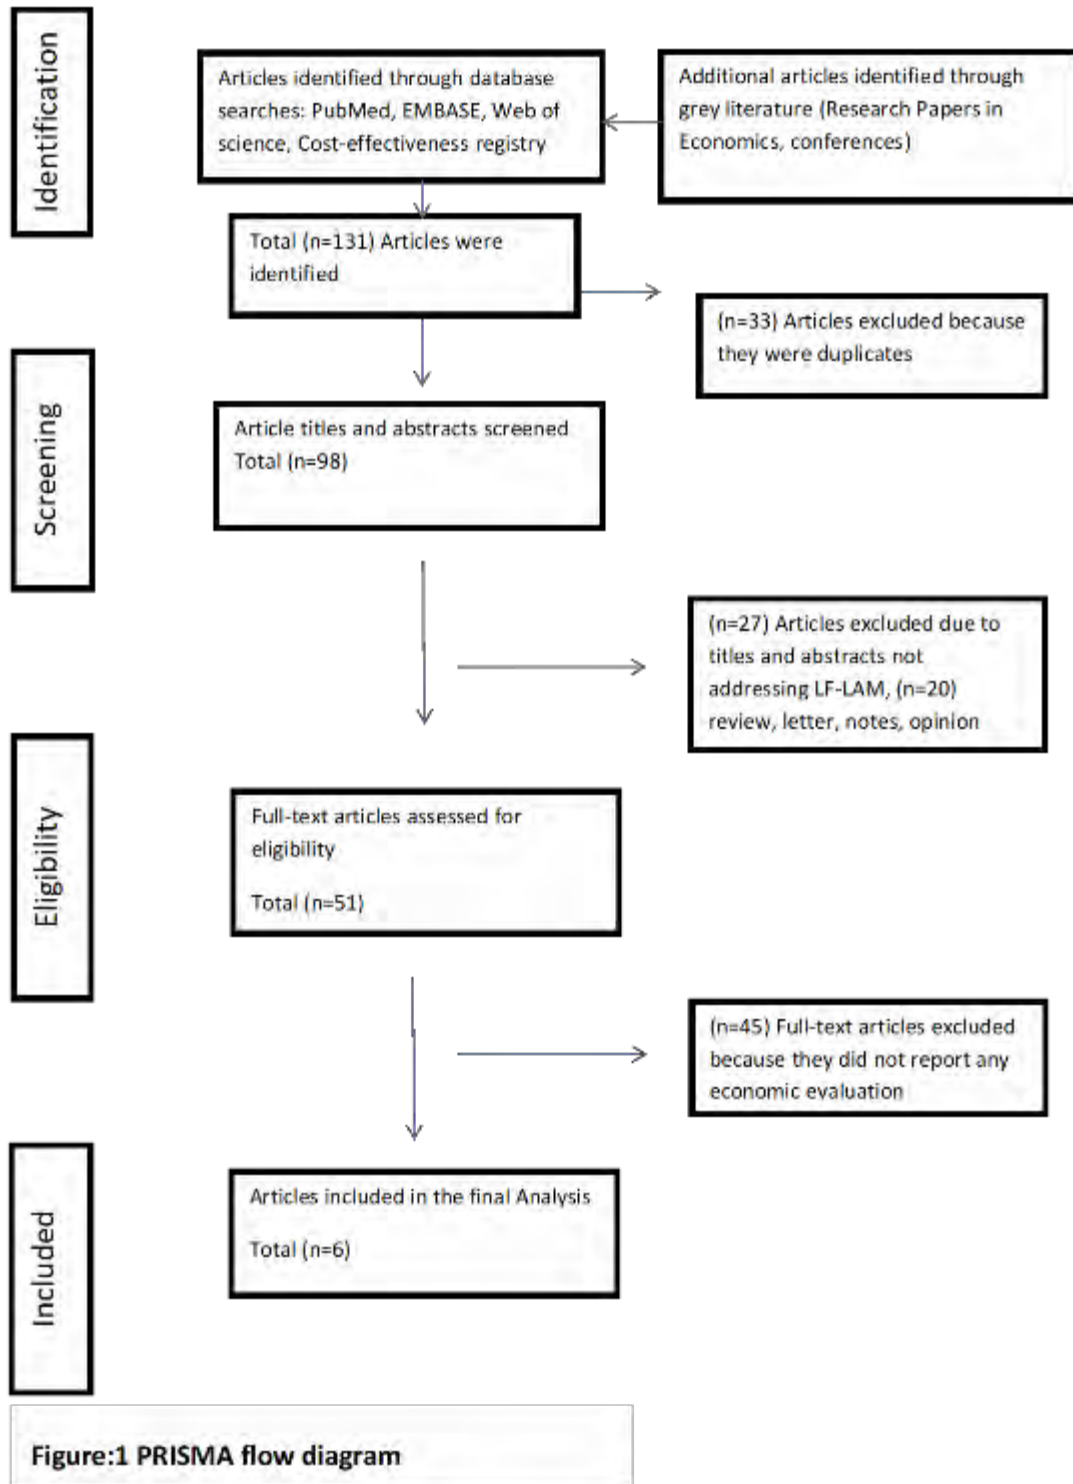 Identification
Articles identified through database
searches: PubMed, EMBASE, Web of
science, Cost-effectiveness registry
Additional articles identified through
grey literature (Research Papers in
Economics, conferences)
Total (n=131) Articles were
identified
(n=33) Articles excluded because
they were duplicates
Screening
Article titles and abstracts screened
Total (n=98)
(n=27) Articles excluded due to
titles and abstracts not
addressing LF-LAM, (n=20)
review, letter, notes, opinion
Eligibility
Full-text articles assessed for
eligibility
Total (n=51)
(n=45) Full-text articles excluded
because they did not report any
economic evaluation
Included
Articles included in the final Analysis
Total (n=6)
Figure:1 PRISMA flow diagram